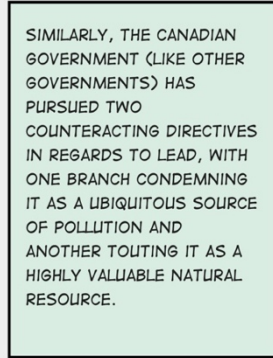 SIMILARLY, THE CANADIAN
GOVERNMENT (LIKE OTHER
GOVERNMENTS) HAS
PURSUED TWO
COUNTERACTING DIRECTIVES
IN REGARDS TO LEAD, WITH
ONE BRANCH CONDEMNING
IT AS A UBIQUITOUS SOURCE
OF POLLUTION AND
ANOTHER TOUTING IT AS A
HIGHLY VALUABLE NATURAL
RESOURCE.